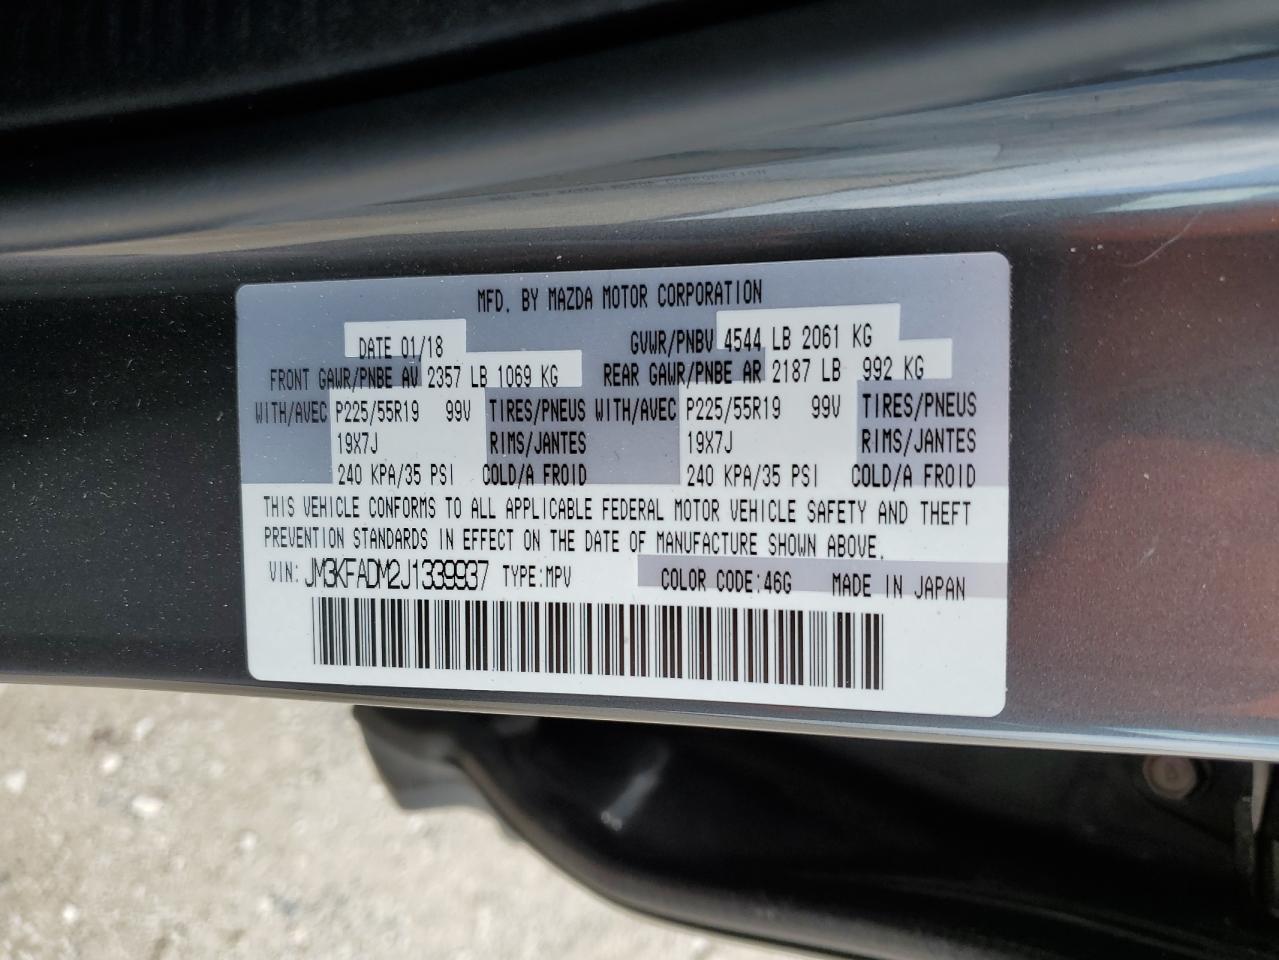 MFD. BY MAZDA MOTOR CORPORATION
DATE 01/18 GVWR/PNBV 4544 LB 2061 KG
FRONT GAWR/PNBE AV 2357 LB 1069 KG REAR GAWR/PNBE AR 2187 LB 992 KG
WITH/AVEC P225/55R19 99V TIRES/PNEUS WITH/AVEC P225/55R19 99V TIRES/PNEUS
19X7J RIMS/JANTES 19X7J RIMS/JANTES
240 KPA/35 PSI COLD/A FROID 240 KPA/35 PSI COLD/A FROID
THIS VEHICLE CONFORMS TO ALL APPLICABLE FEDERAL MOTOR VEHICLE SAFETY AND THEFT
PREVENTION STANDARDS IN EFFECT ON THE DATE OF MANUFACTURE SHOWN ABOVE.
VIN: JM3KFADM2J1339937 TYPE:MPV COLOR CODE:46G MADE IN JAPAN